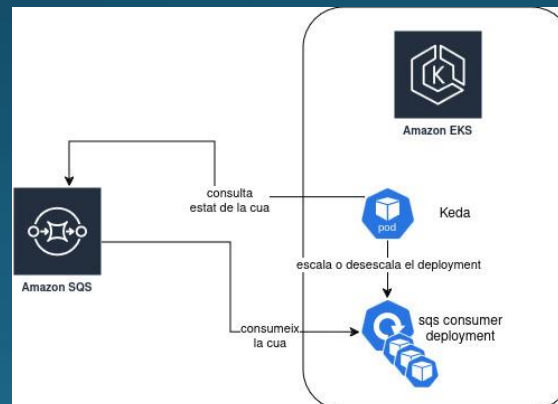 Amazon EKS
consulta
estat de la cua
pod
Keda
Amazon SQS
escala o desescala el deployment
consumeix
la cua
sqs consumer
deployment